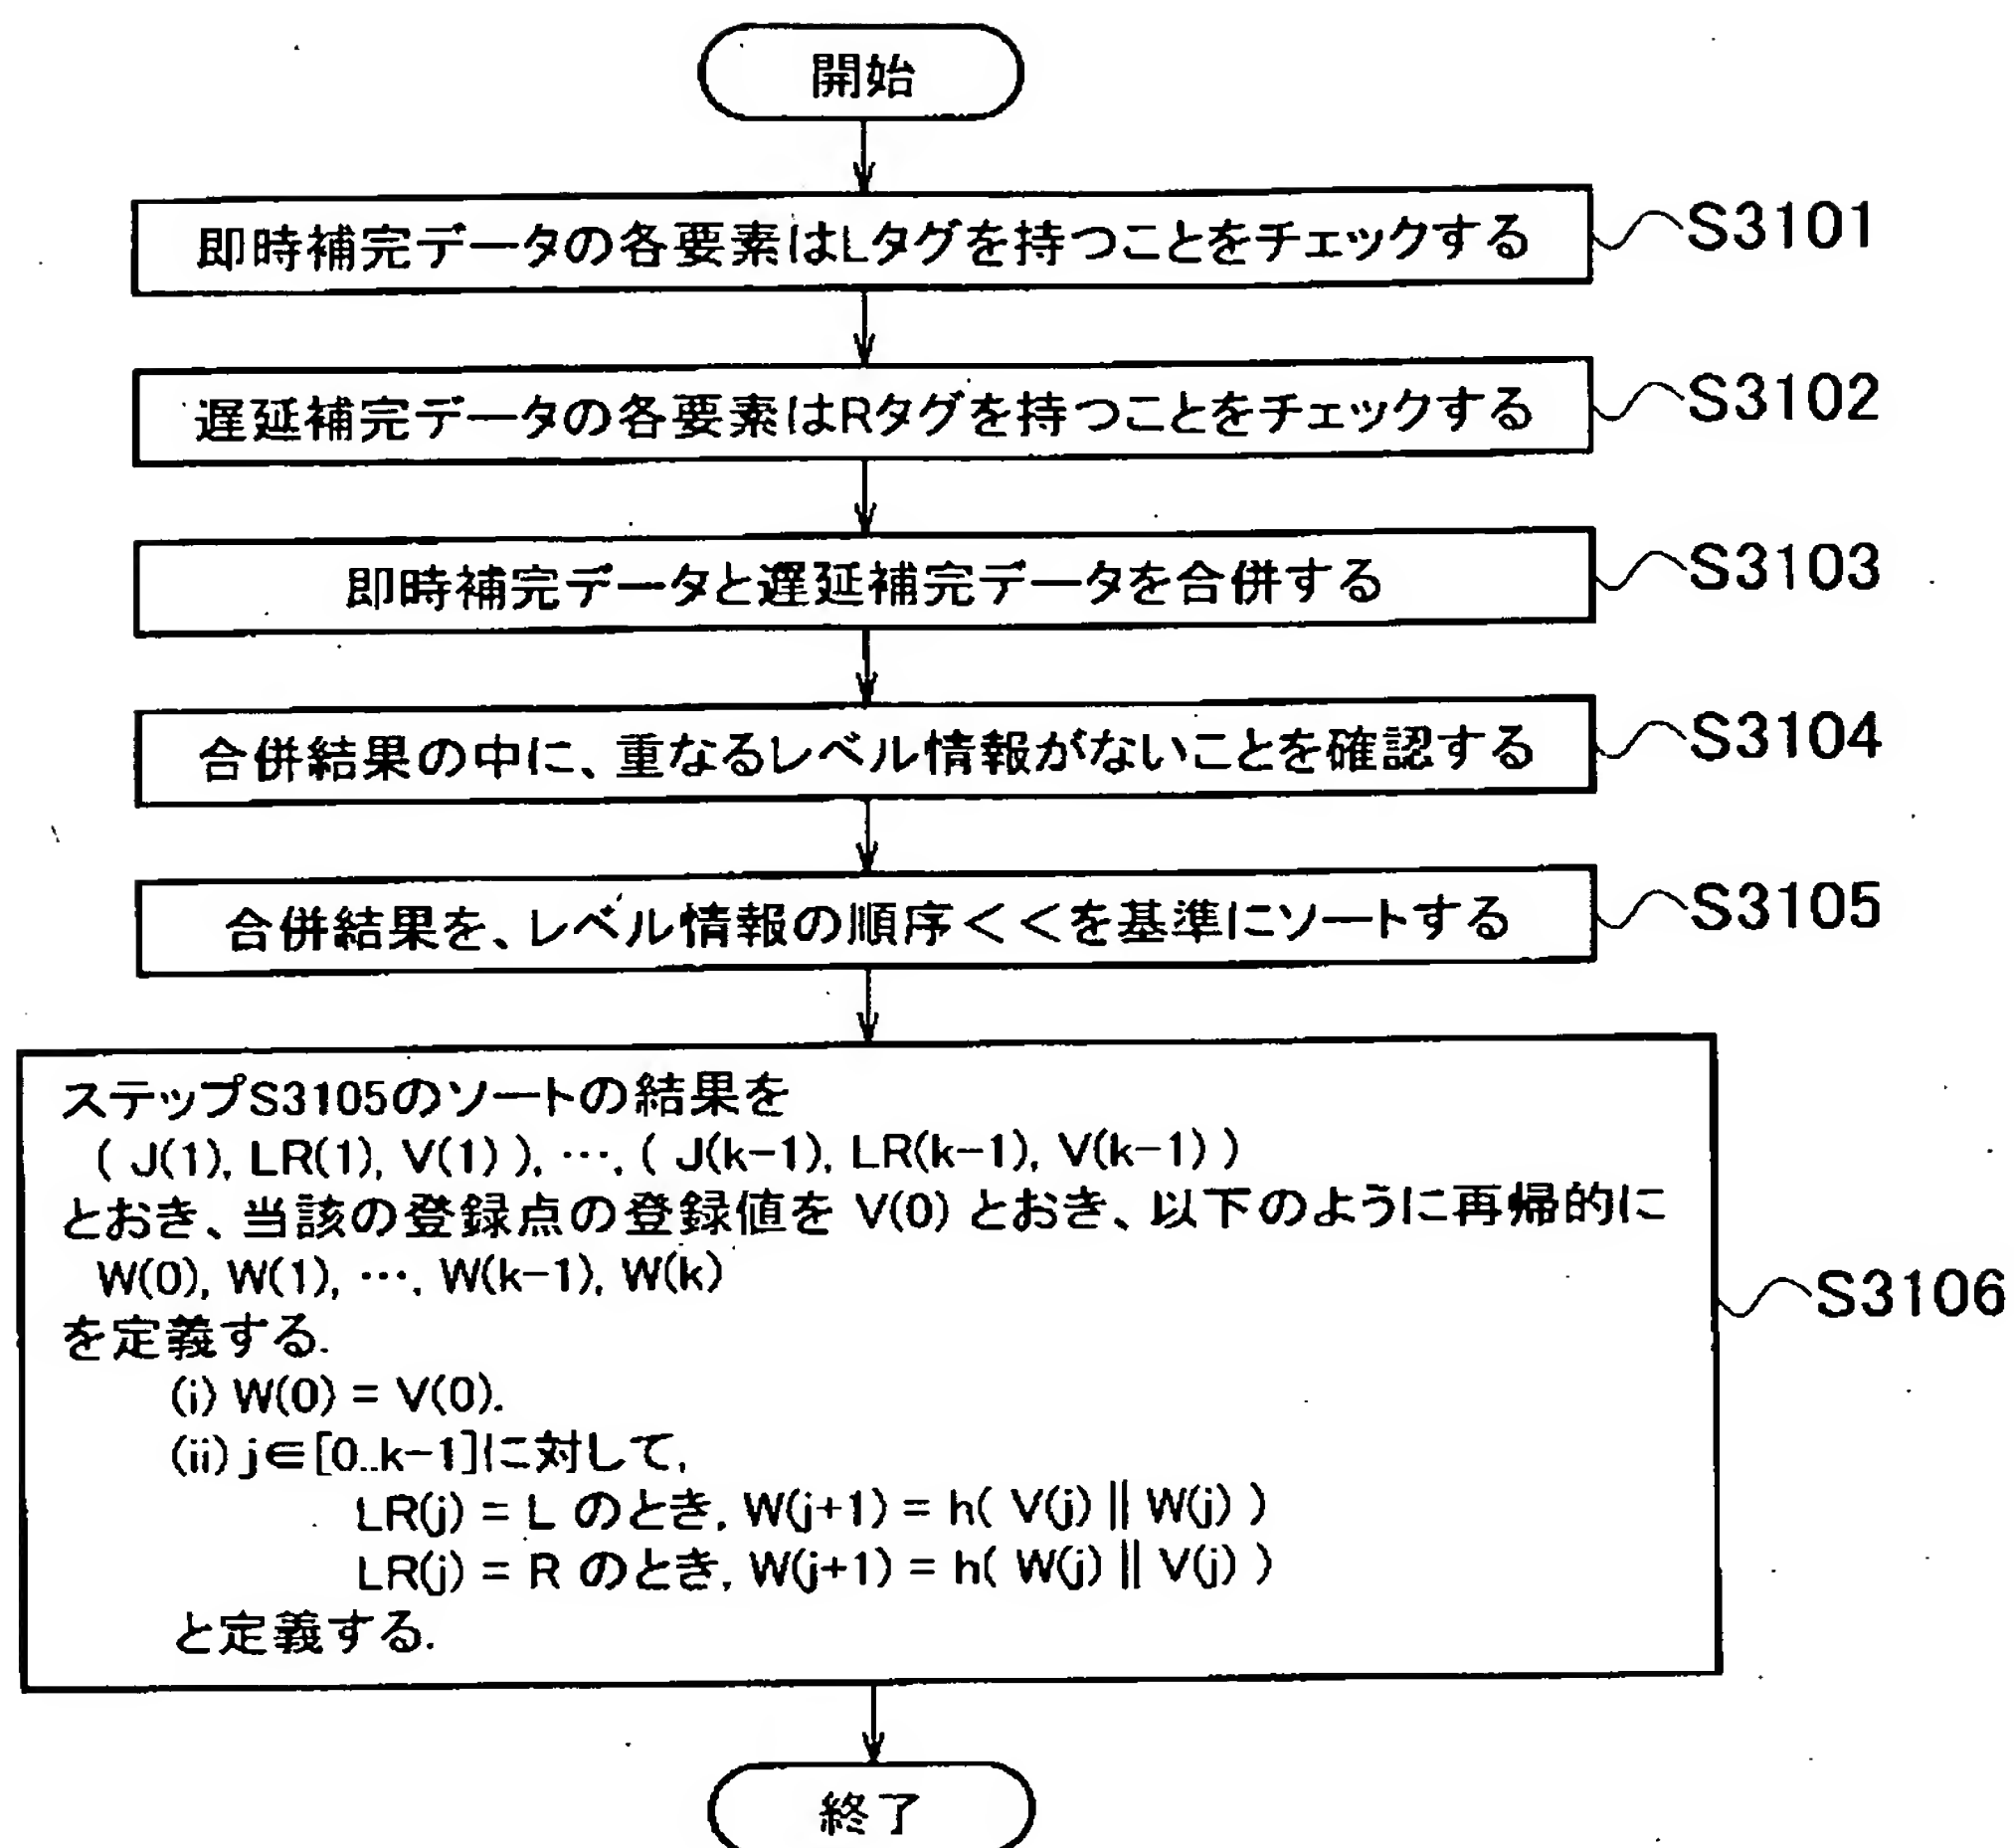 開始
即時補完データの各要素はLタグを持つことをチェックする
S3101
遅延補完データの各要素はRタグを持つことをチェックする
S3102
即時補完データと遅延補完データを合併する
S3103
合併結果の中に、重なるレベル情報がないことを確認する
S3104
合併結果を、レベル情報の順序<<を基準にソートする
S3105
ステップS3105のソートの結果を
( J(1), LR(1), V(1) ), …, ( J(k-1), LR(k-1), V(k-1) )
とおき、当該の登録点の登録値を V(0) とおき、以下のように再帰的に
W(0), W(1), …, W(k-1), W(k)
を定義する.
(i) W(0) = V(0).
(ii) j∈[0..k-1]に対して,
LR(j) = L のとき, W(j+1) = h( V(j) || W(j) )
LR(j) = R のとき, W(j+1) = h( W(j) || V(j) )
と定義する.
S3106
終了